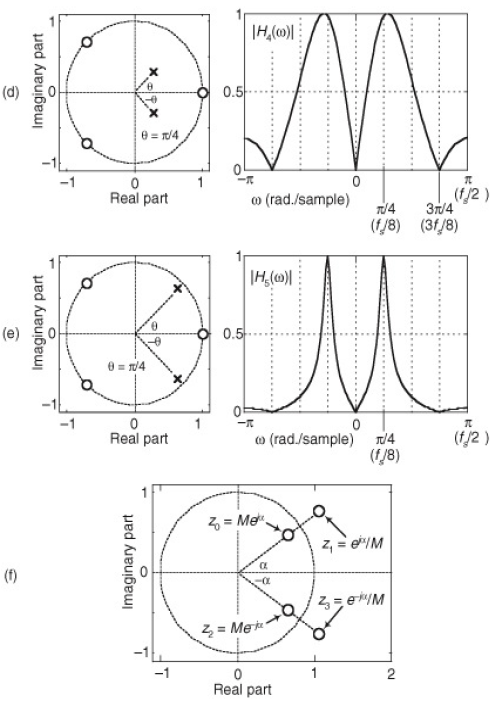 (d)
Imaginary part
1
0
−1
θ
−θ
θ = π/4
−1
0
1
Real part
|H4(ω)|
1
0.5
0
−π
0
π
ω (rad./sample)
(fs/2)
π/4
(fs/8)
3π/4
(3fs/8)
(e)
Imaginary part
1
0
−1
θ
−θ
θ = π/4
−1
0
1
Real part
|H5(ω)|
1
0.5
0
−π
0
π
ω (rad./sample)
(fs/2)
π/4
(fs/8)
(f)
Imaginary part
1
0
−1
z0 = Mejα
z1 = ejα/M
α
−α
z3 = e−jα/M
z2 = Me−jα
−1
0
1
2
Real part